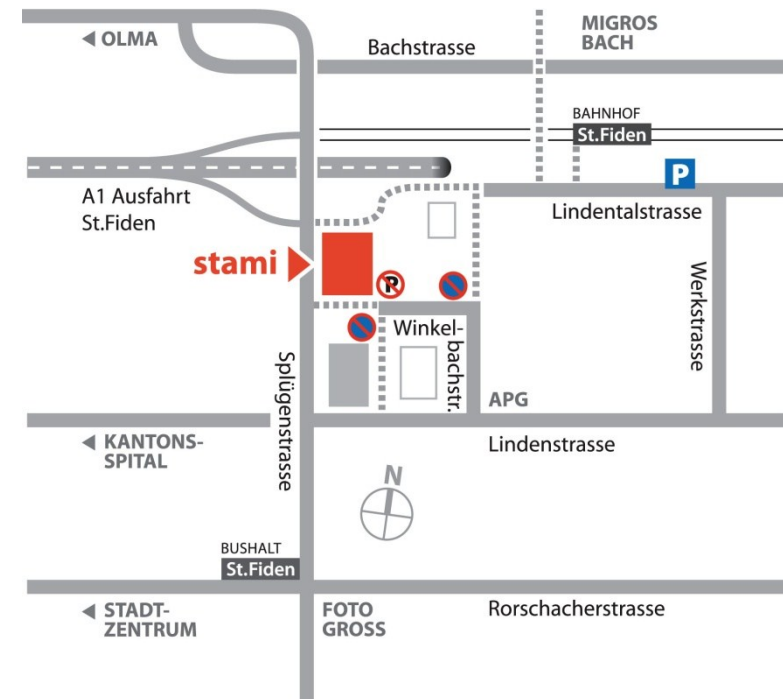 OLMA
Bachstrasse
MIGROS
BACH
BAHNHOF
St.Fiden
P
A1 Ausfahrt
St.Fiden
Lindentalstrasse
stami
P
Werkstrasse
Winkel-
bachstr.
Splügenstrasse
APG
KANTONS-
SPITAL
Lindenstrasse
N
BUSHALT
St.Fiden
STADT-
ZENTRUM
FOTO
GROSS
Rorschacherstrasse